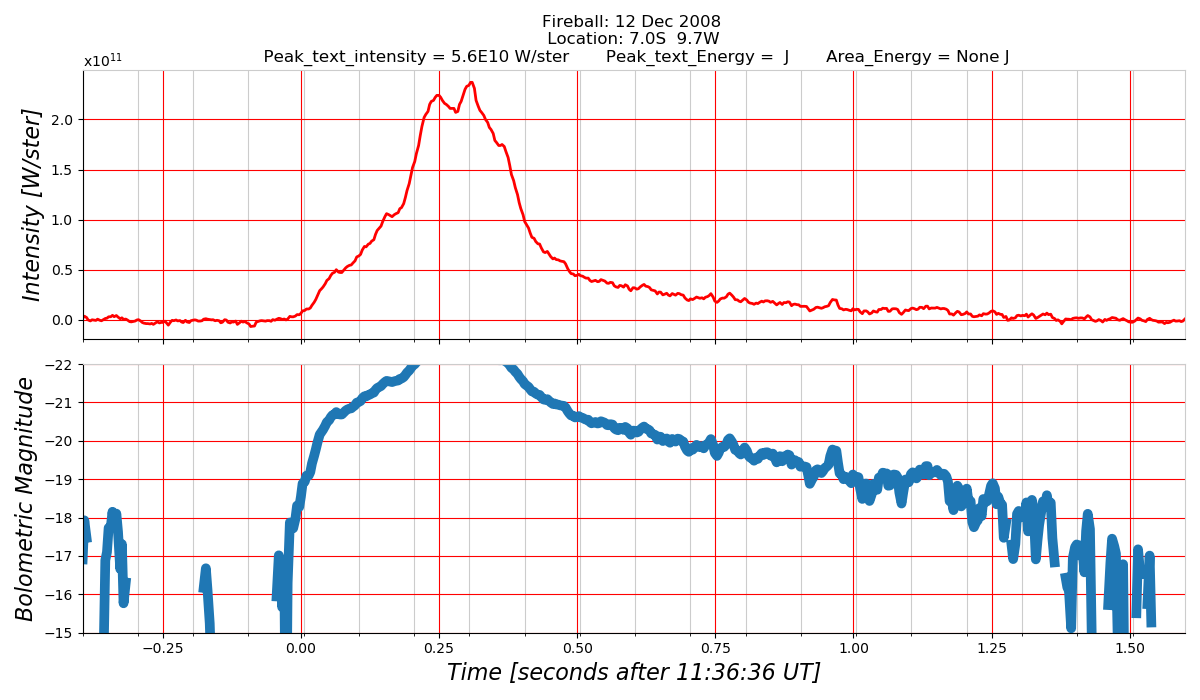 Fireball: 12 Dec 2008
Location: 7.0S 9.7W
Peak_text_intensity = 5.6E10 W/ster Peak_text_Energy = J Area_Energy = None J
x10¹¹
Intensity [W/ster]
2.0
1.5
1.0
0.5
0.0
Bolometric Magnitude
−22
−21
−20
−19
−18
−17
−16
−15
−0.25 0.00 0.25 0.50 0.75 1.00 1.25 1.50
Time [seconds after 11:36:36 UT]